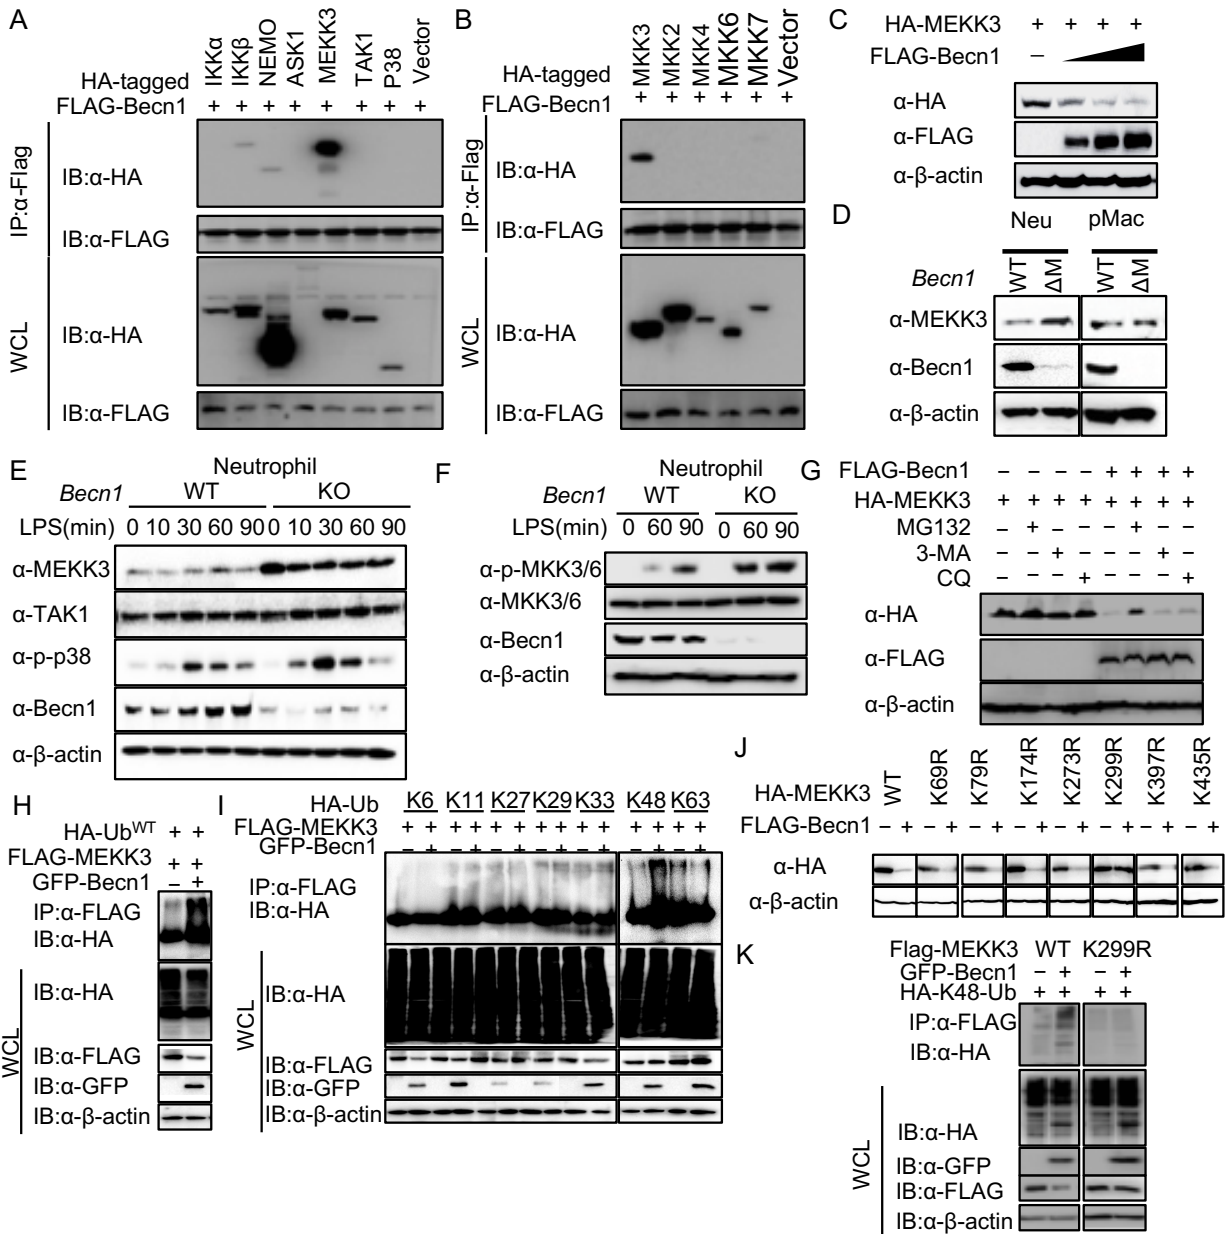 A
HA-tagged
IKKα
IKKβ
NEMO
ASK1
MEKK3
TAK1
P38
Vector
FLAG-Becn1 + + + + + + + +
IP:α-Flag
IB:α-HA
IB:α-FLAG
WCL
IB:α-HA
IB:α-FLAG
B
HA-tagged
MKK3
MKK2
MKK4
MKK6
MKK7
Vector
FLAG-Becn1 + + + + + +
IP:α-Flag
IB:α-HA
IB:α-FLAG
WCL
IB:α-HA
IB:α-FLAG
C
HA-MEKK3 + + + +
FLAG-Becn1 –
α-HA
α-FLAG
α-β-actin
D
Neu pMac
Becn1 WT ΔM WT ΔM
α-MEKK3
α-Becn1
α-β-actin
E
Neutrophil
Becn1 WT KO
LPS(min) 0 10 30 60 90 0 10 30 60 90
α-MEKK3
α-TAK1
α-p-p38
α-Becn1
α-β-actin
F
Neutrophil
Becn1 WT KO
LPS(min) 0 60 90 0 60 90
α-p-MKK3/6
α-MKK3/6
α-Becn1
α-β-actin
G
FLAG-Becn1 – – – – + + + +
HA-MEKK3 + + + + + + + +
MG132 – + – – – + – –
3-MA – – + – – – + –
CQ – – – + – – – +
α-HA
α-FLAG
α-β-actin
H
HA-UbWT + +
FLAG-MEKK3 + +
GFP-Becn1 – +
IP:α-FLAG
IB:α-HA
WCL
IB:α-HA
IB:α-FLAG
IB:α-GFP
IB:α-β-actin
I
HA-Ub K6 K11 K27 K29 K33 K48 K63
FLAG-MEKK3 + + + + + + + + + + + + + +
GFP-Becn1 – + – + – + – + – + – + – +
IP:α-FLAG
IB:α-HA
WCL
IB:α-HA
IB:α-FLAG
IB:α-GFP
IB:α-β-actin
J
HA-MEKK3 WT K69R K79R K174R K273R K299R K397R K435R
FLAG-Becn1 – + – + – + – + – + – + – + – +
α-HA
α-β-actin
K
Flag-MEKK3 WT K299R
GFP-Becn1 – + – +
HA-K48-Ub + + + +
IP:α-FLAG
IB:α-HA
WCL
IB:α-HA
IB:α-GFP
IB:α-FLAG
IB:α-β-actin